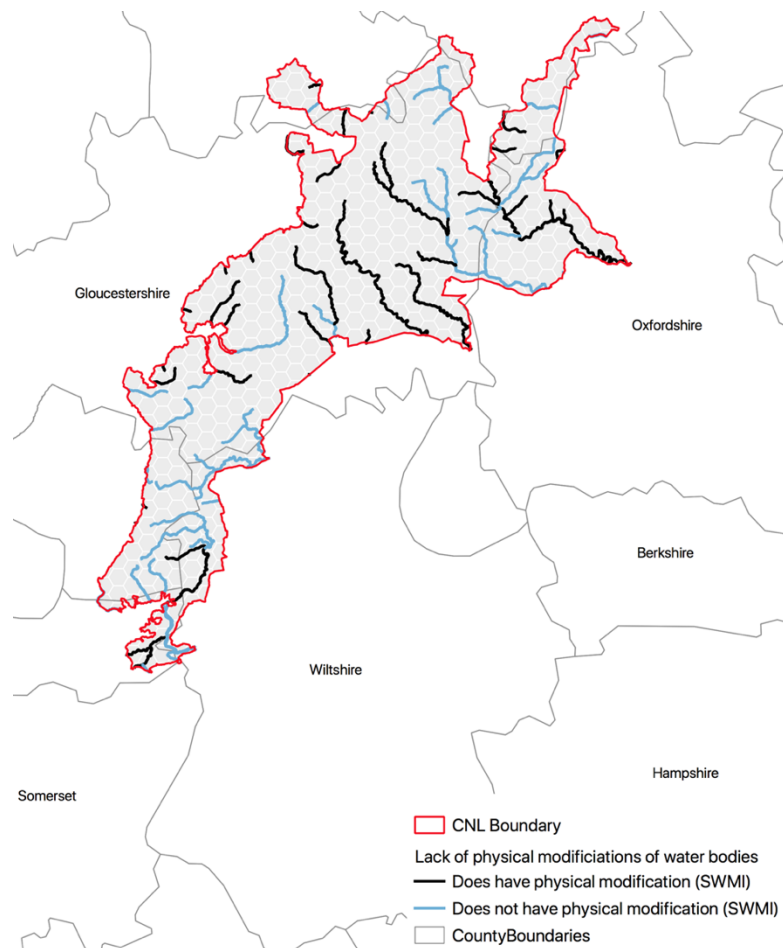 Gloucestershire
Oxfordshire
Berkshire
Wiltshire
Hampshire
Somerset
CNL Boundary
Lack of physical modificiations of water bodies
Does have physical modification (SWMI)
Does not have physical modification (SWMI)
CountyBoundaries